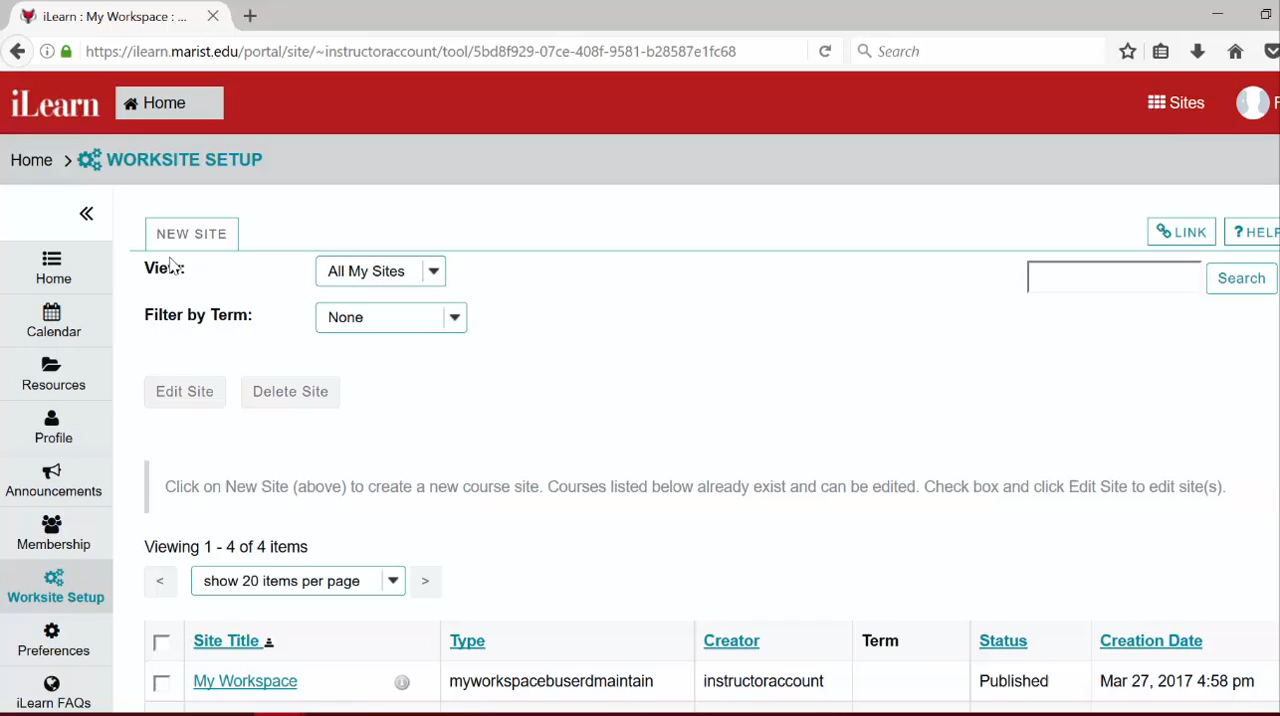 iLearn : My Workspace : ...
https://ilearn.marist.edu/portal/site/~instructoraccount/tool/5bd8f929-07ce-408f-9581-b28587e1fc68
Search
iLearn
Home
Sites
Home
WORKSITE SETUP
NEW SITE
LINK
? HELP
View:
All My Sites
Search
Filter by Term:
None
Edit Site
Delete Site
Click on New Site (above) to create a new course site. Courses listed below already exist and can be edited. Check box and click Edit Site to edit site(s).
Viewing 1 - 4 of 4 items
<
show 20 items per page
>
Site Title
Type
Creator
Term
Status
Creation Date
My Workspace
myworkspacebuserdmaintain
instructoraccount
Published
Mar 27, 2017 4:58 pm
Home
Calendar
Resources
Profile
Announcements
Membership
Worksite Setup
Preferences
iLearn FAQs